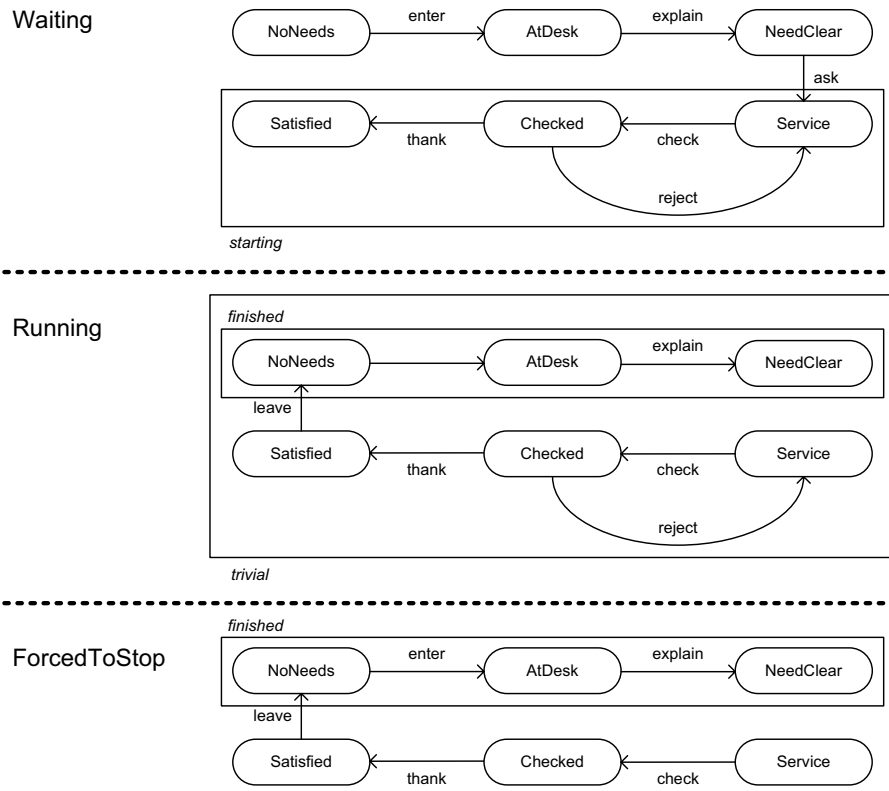 Waiting
NoNeeds enter AtDesk explain NeedClear
ask
Satisfied thank Checked check Service
reject
starting
Running
finished
NoNeeds AtDesk explain NeedClear
leave
Satisfied thank Checked check Service
reject
trivial
ForcedToStop
finished
NoNeeds enter AtDesk explain NeedClear
leave
Satisfied thank Checked check Service